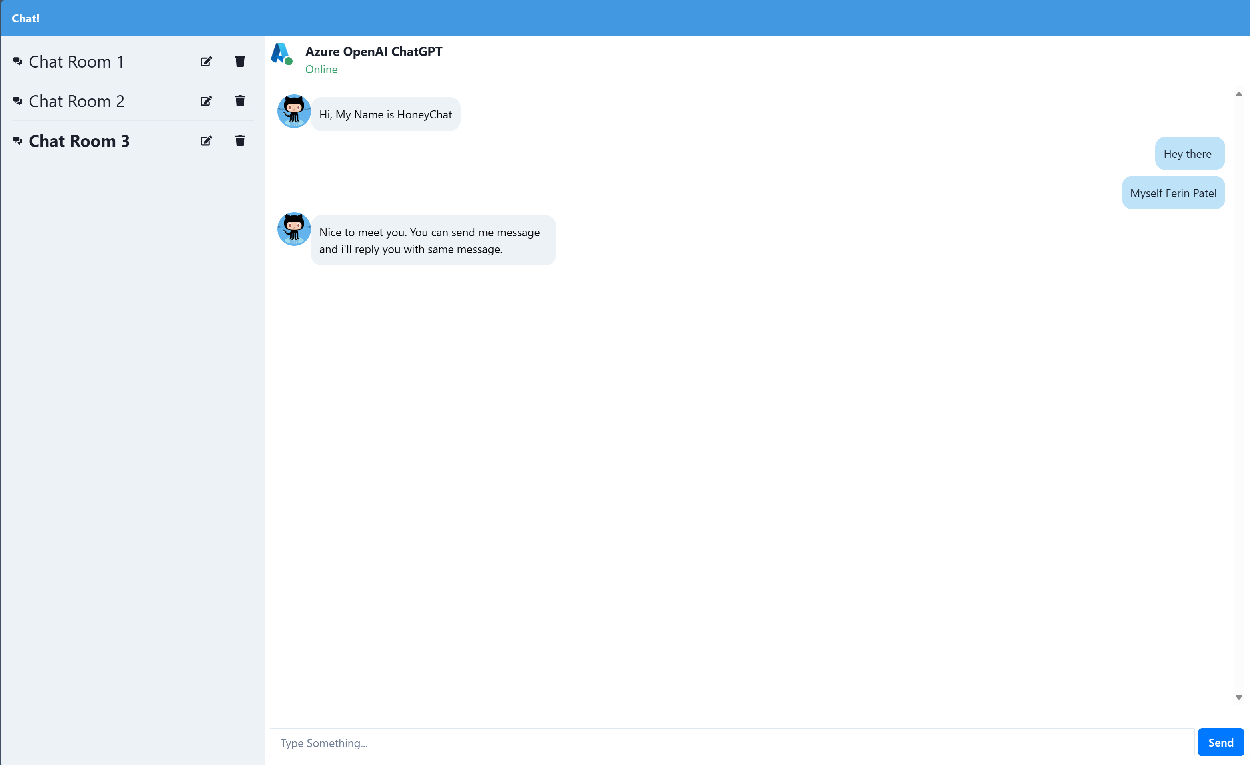 Chat!
Chat Room 1
Chat Room 2
Chat Room 3
Azure OpenAI ChatGPT
Online
Hi, My Name is HoneyChat
Hey there
Myself Ferin Patel
Nice to meet you. You can send me message
and i'll reply you with same message.
Type Something...
Send